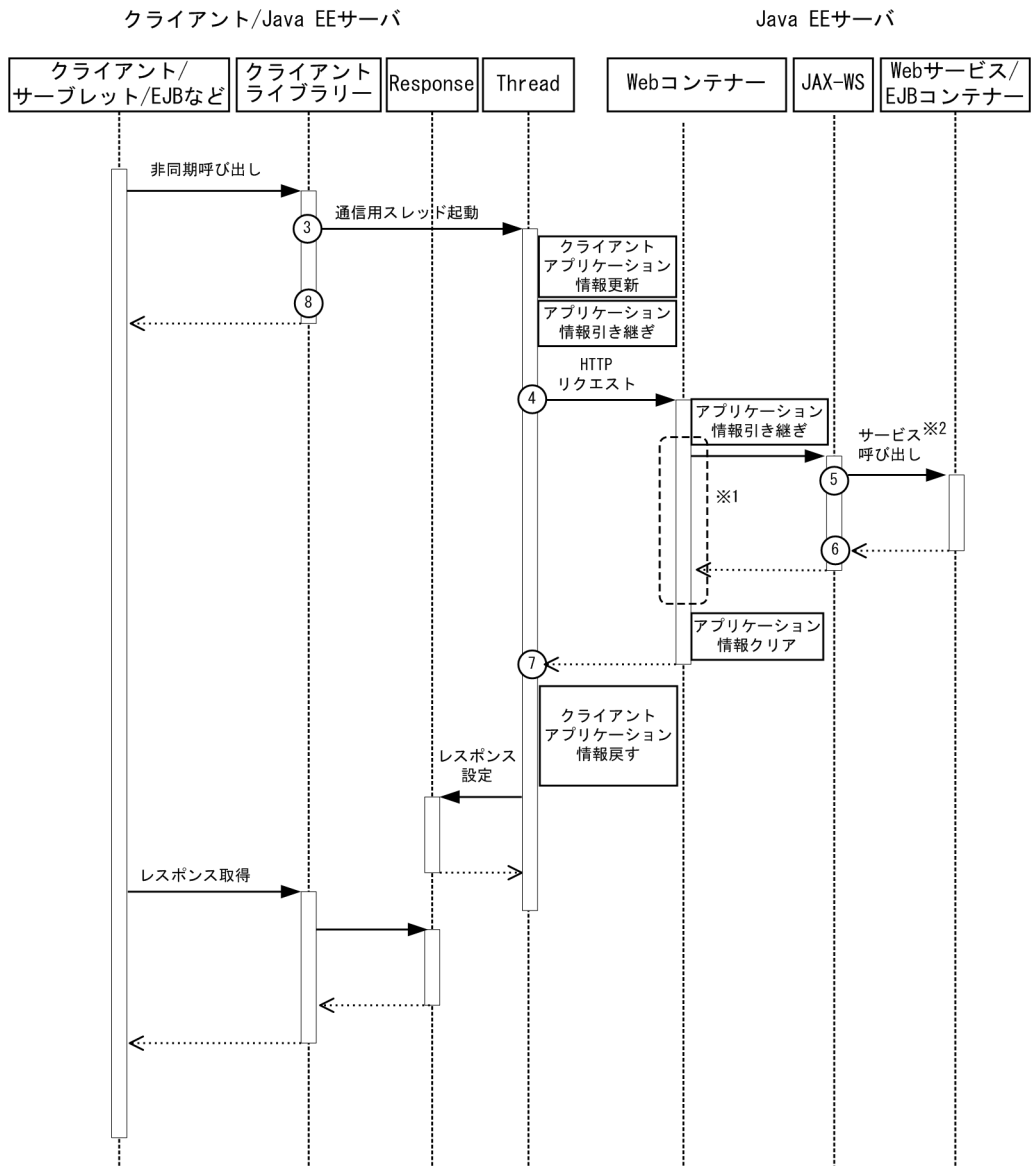 クライアント/Java EEサーバ
Java EEサーバ
クライアント/
サーブレット/EJBなど
クライアント
ライブラリー
Response
Thread
Webコンテナー
JAX-WS
Webサービス/
EJBコンテナー
非同期呼び出し
3
通信用スレッド起動
クライアント
アプリケーション
情報更新
8
アプリケーション
情報引き継ぎ
HTTP
リクエスト
4
アプリケーション
情報引き継ぎ
サービス※2
呼び出し
5
※1
6
アプリケーション
情報クリア
7
クライアント
アプリケーション
情報戻す
レスポンス
設定
レスポンス取得